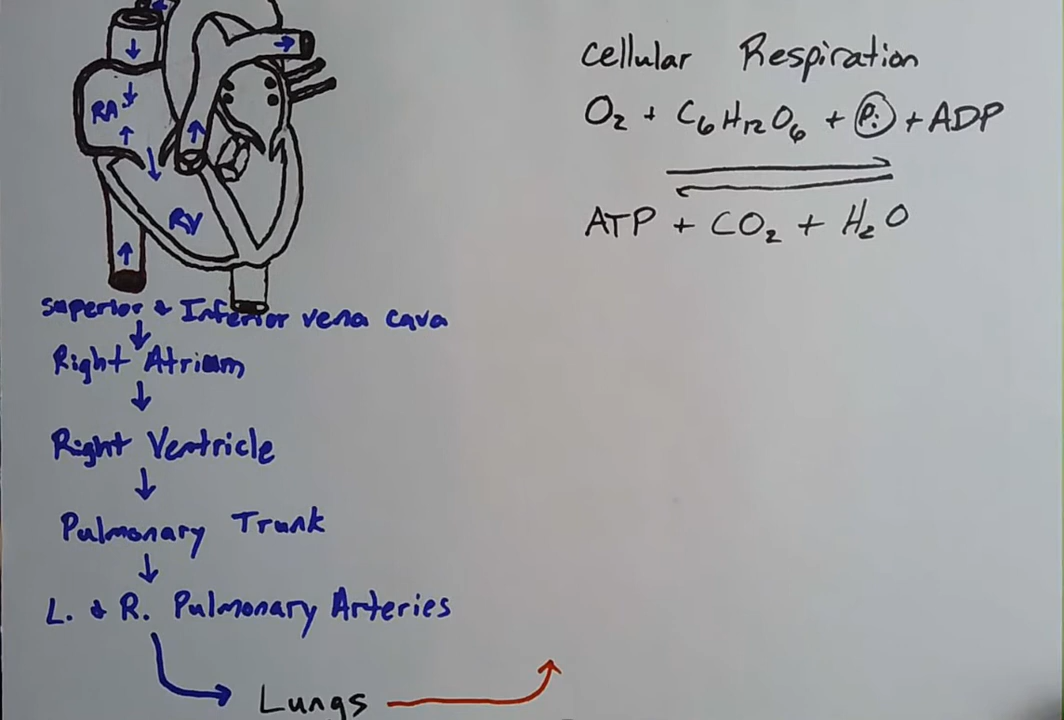 RA
RV
Superior & Inferior vena cava
↓
Right Atrium
↓
Right Ventricle
↓
Pulmonary Trunk
↓
L. & R. Pulmonary Arteries
Lungs
Cellular Respiration
O₂ + C₆H₁₂O₆ + Pi + ADP
ATP + CO₂ + H₂O